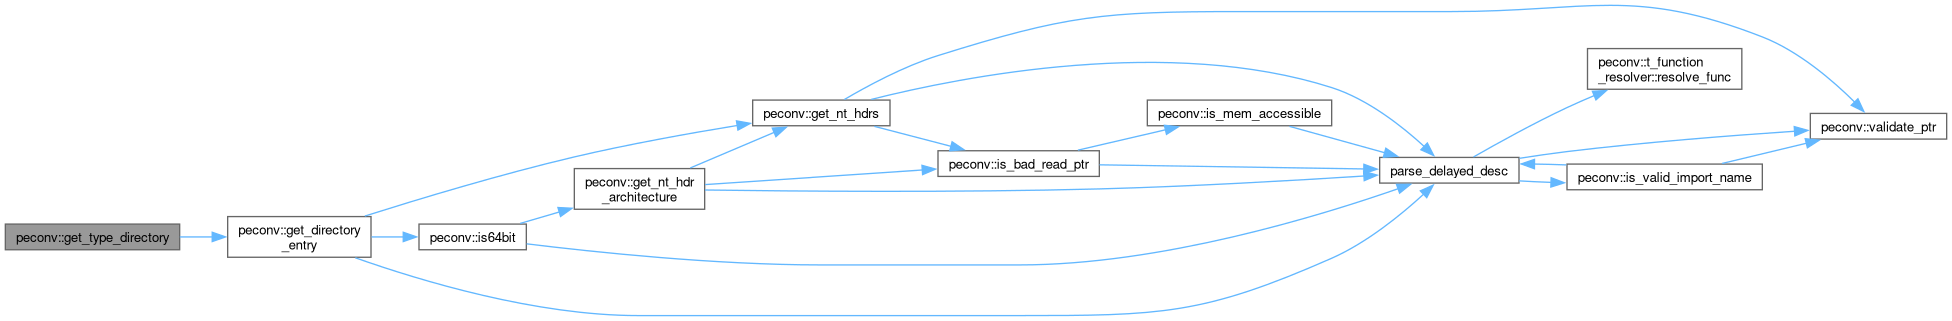 peconv::get_type_directory
peconv::get_directory
_entry
peconv::is64bit
peconv::get_nt_hdr
_architecture
peconv::get_nt_hdrs
peconv::is_bad_read_ptr
peconv::is_mem_accessible
parse_delayed_desc
peconv::t_function
_resolver::resolve_func
peconv::is_valid_import_name
peconv::validate_ptr